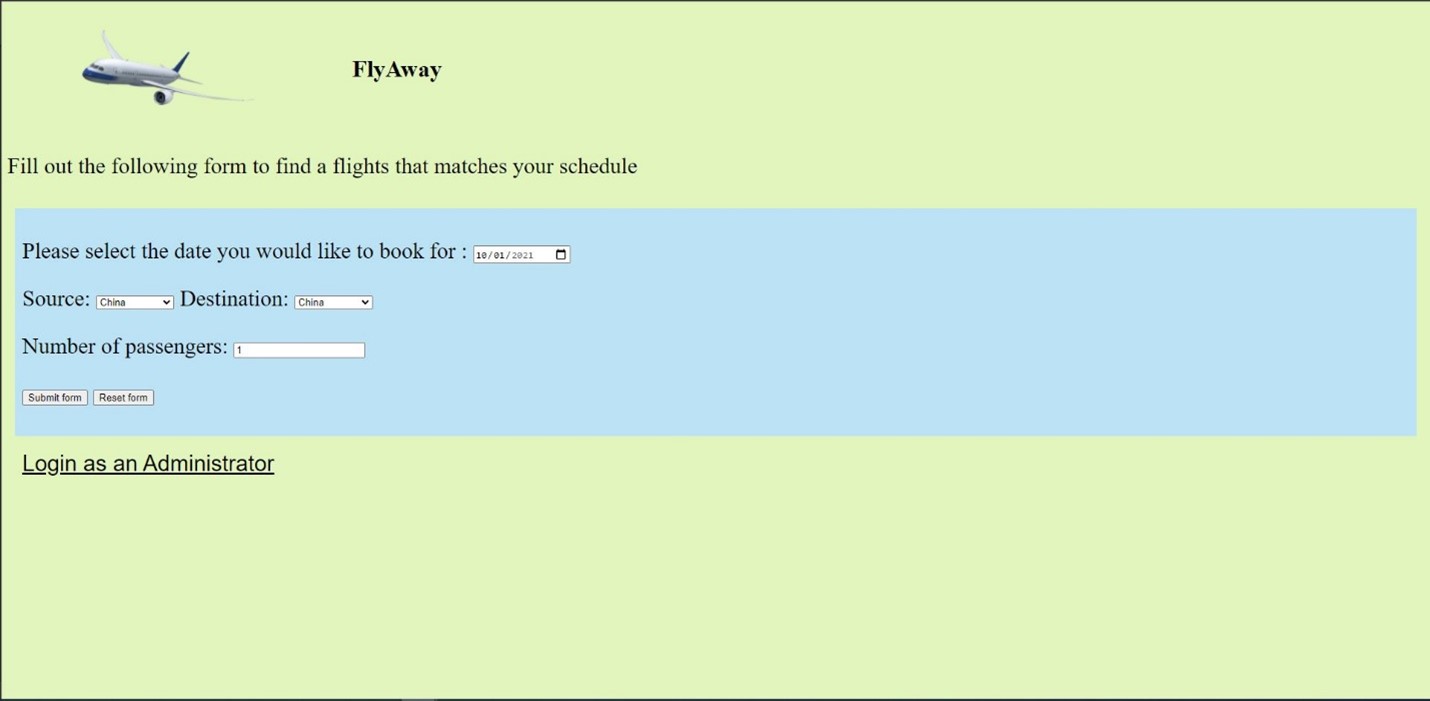 FlyAway
Fill out the following form to find a flights that matches your schedule
Please select the date you would like to book for : 10/01/2021
Source: China Destination: China
Number of passengers: 1
Submit form Reset form
Login as an Administrator